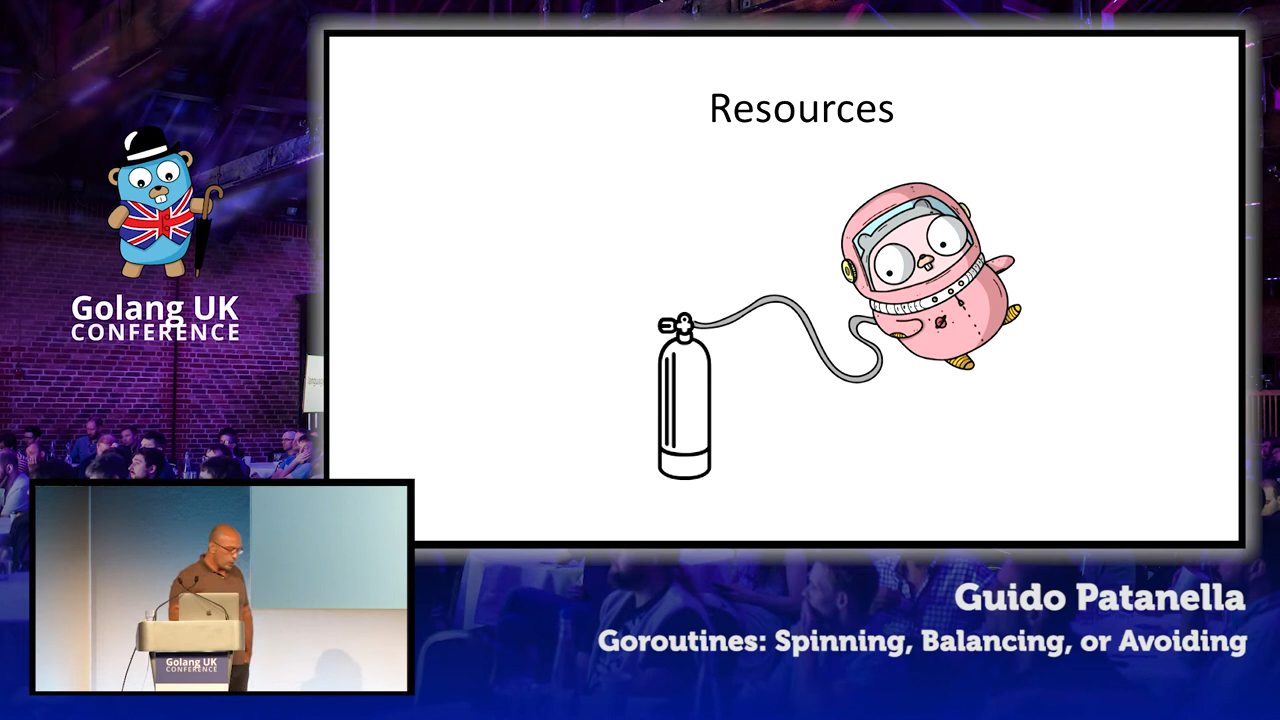 Resources
Golang UK
CONFERENCE
Golang UK
CONFERENCE
Guido Patanella
Goroutines: Spinning, Balancing, or Avoiding